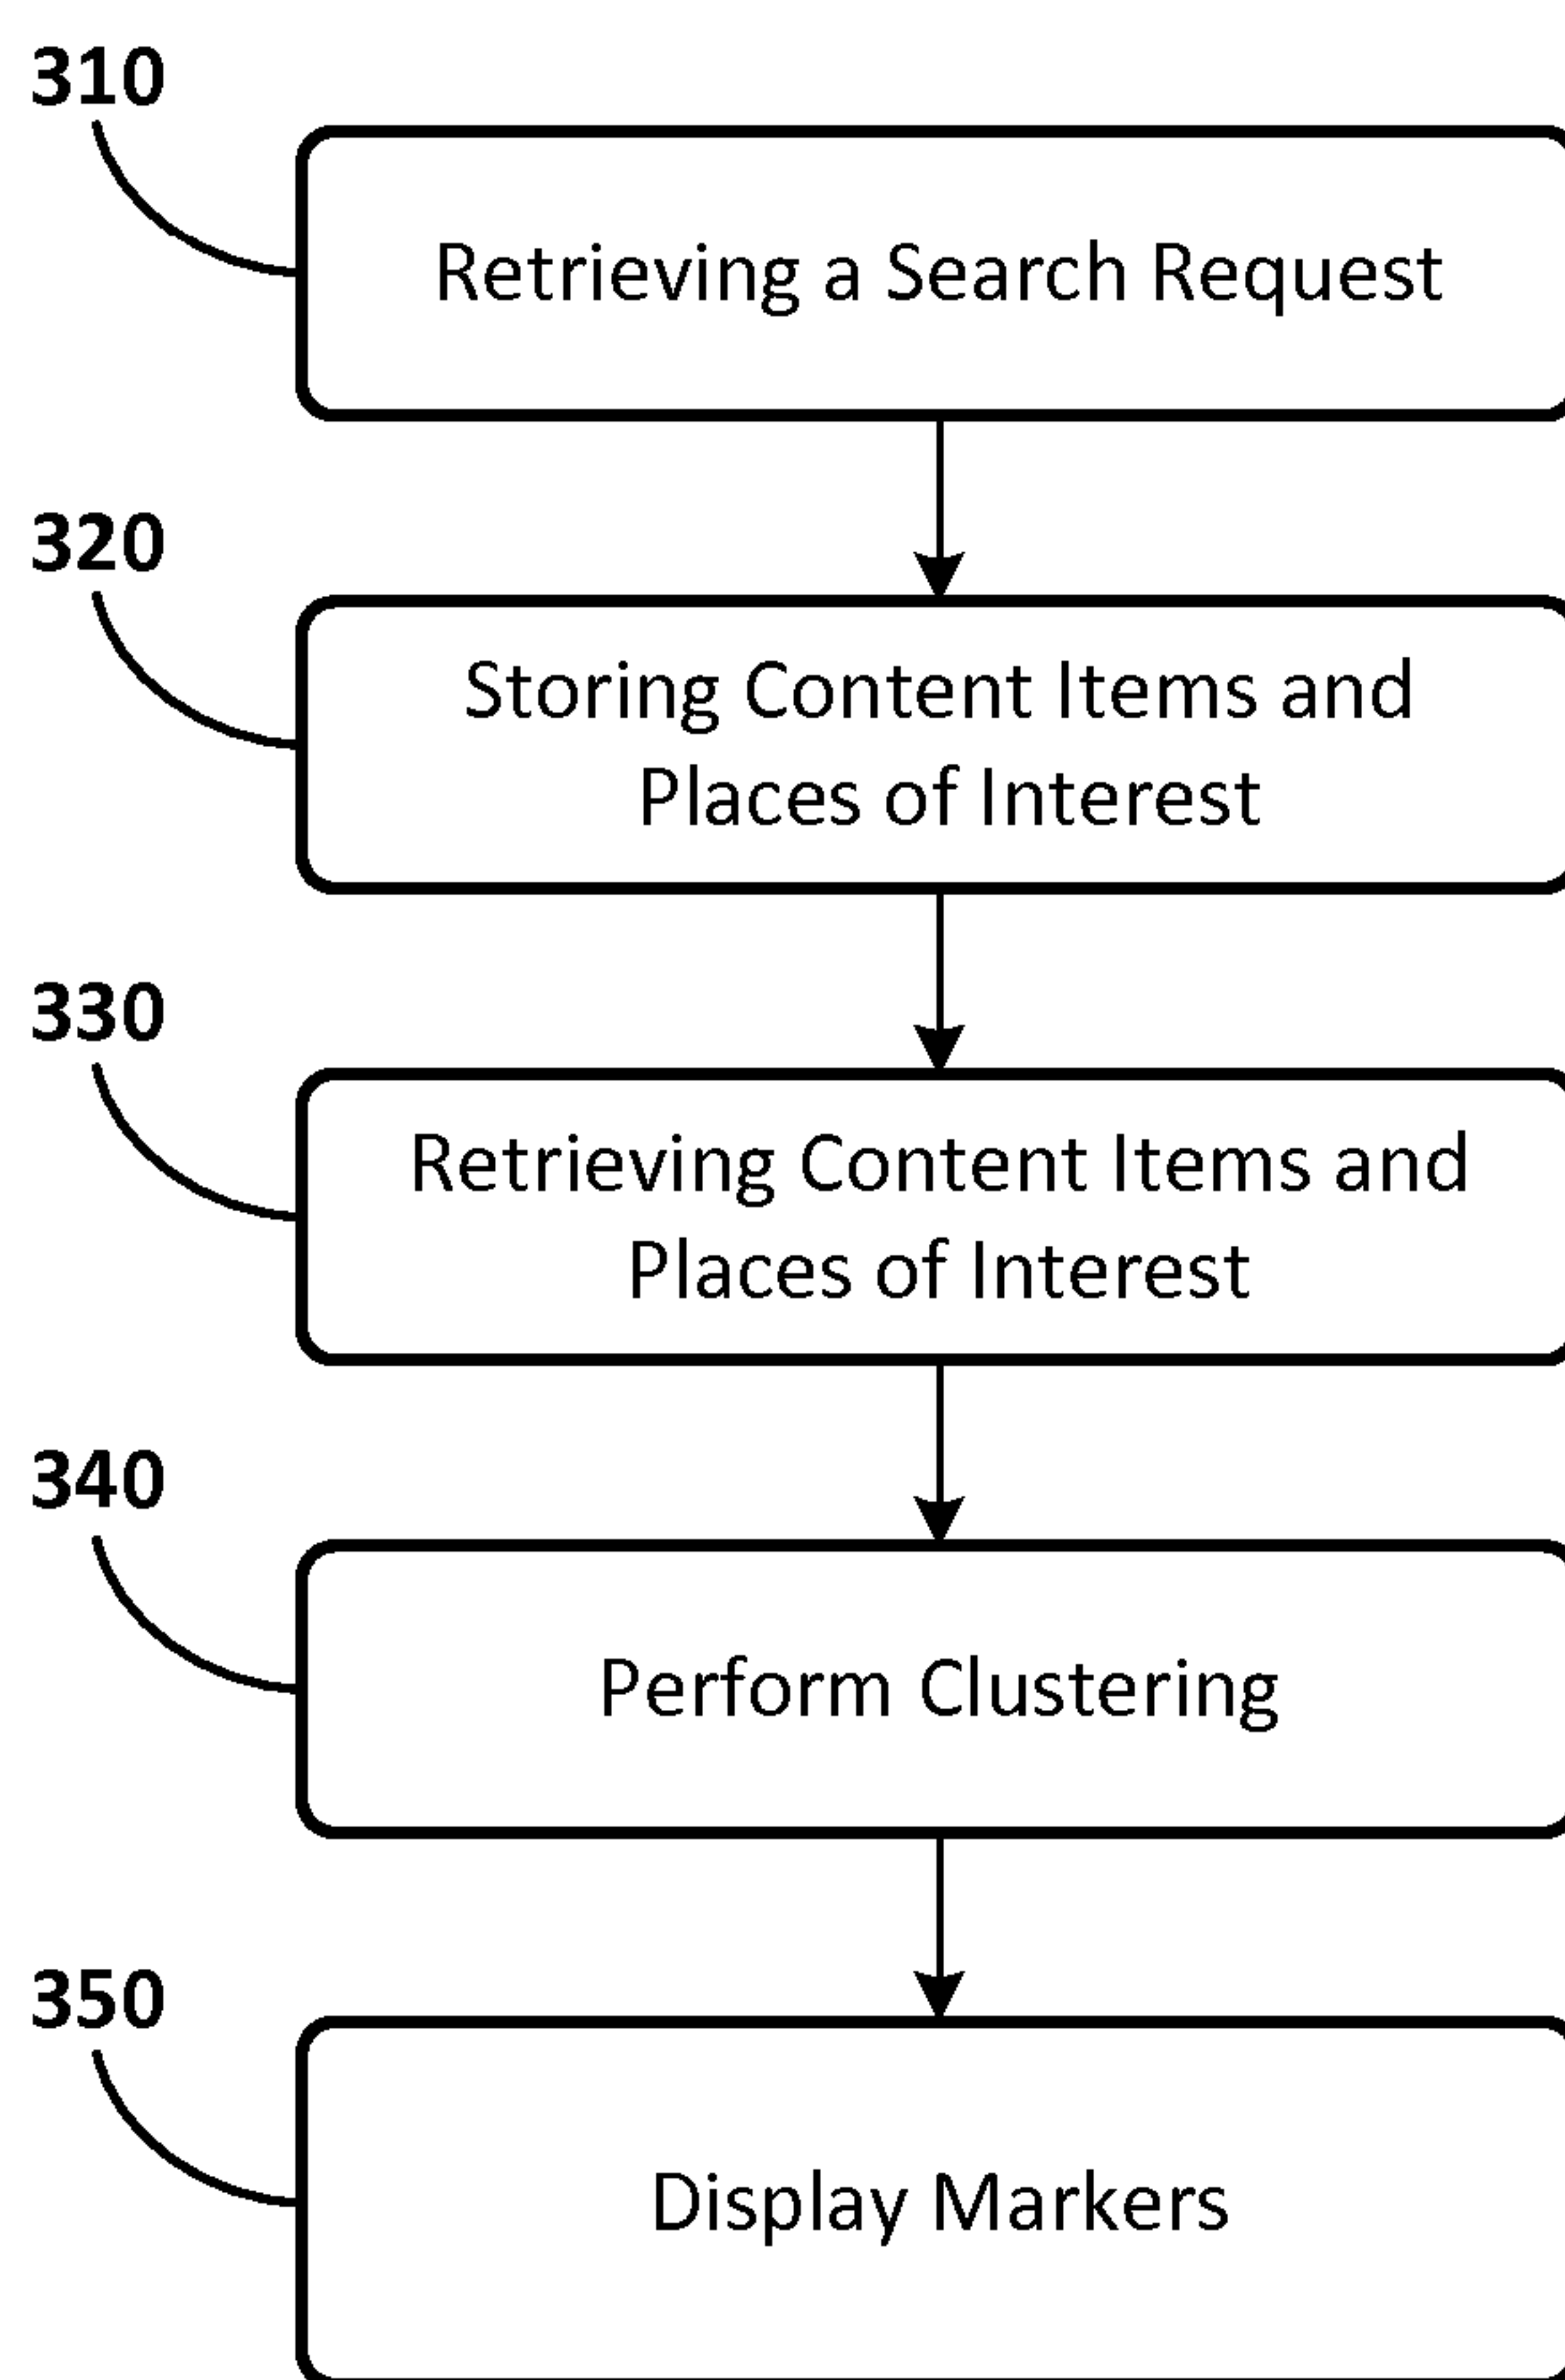 310
Retrieving a Search Request
320
Storing Content Items and
Places of Interest
330
Retrieving Content Items and
Places of Interest
340
Perform Clustering
350
Display Markers